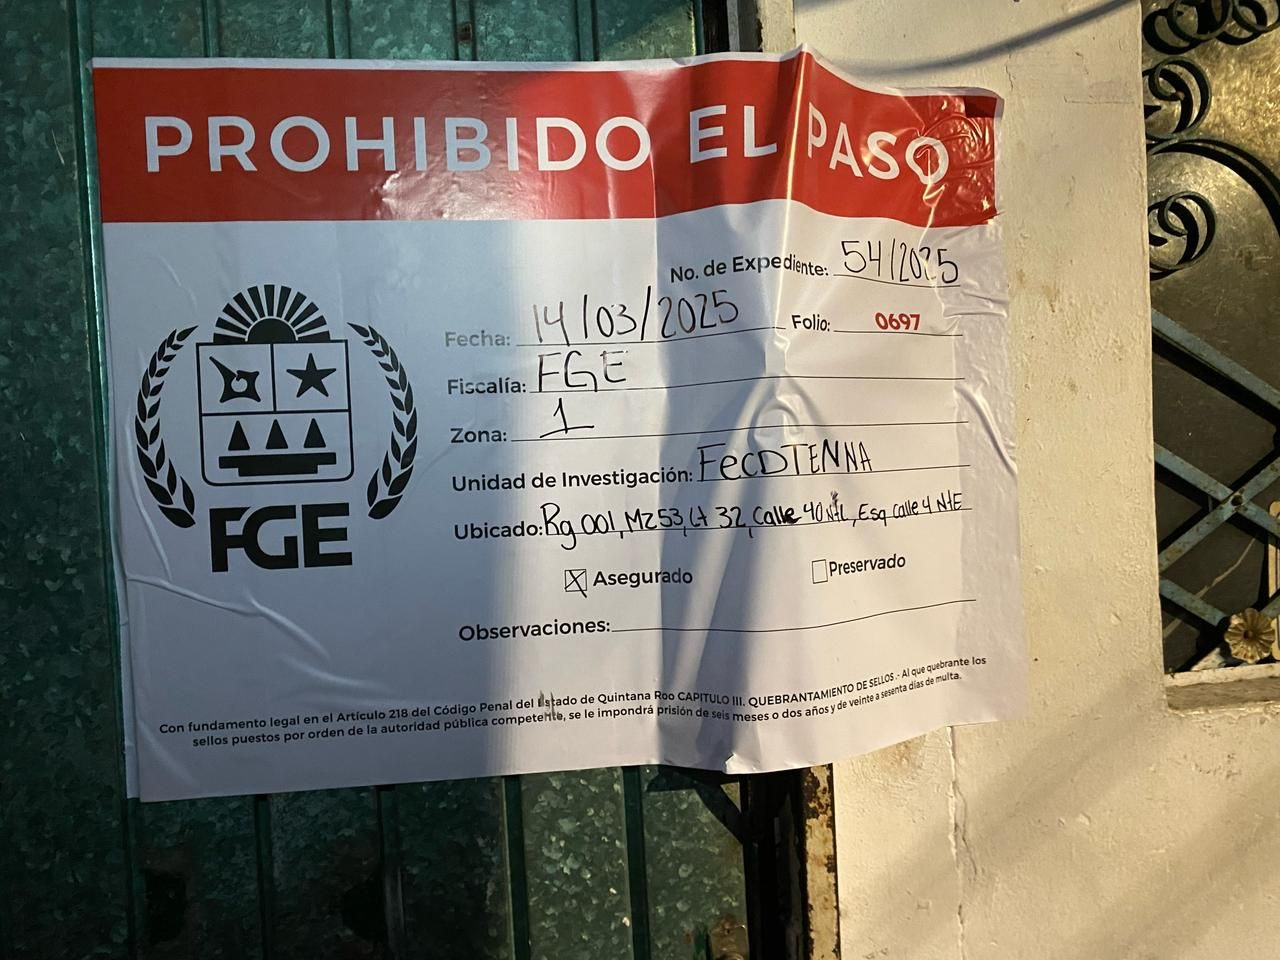 PROHIBIDO EL PASO
No. de Expediente: 54/2025
Fecha: 14/03/2025 Folio: 0697
Fiscalía: FGE
Zona: 1
Unidad de Investigación: FECDTENNA
Ubicado: Rg 001, Mz 53, Lt 32, Calle 40 Esq calle 4 NTE
Asegurado Preservado
Observaciones:
FGE
Con fundamento legal en el Artículo 218 del Código Penal del Estado de Quintana Roo CAPITULO III. QUEBRANTAMIENTO DE SELLOS.- Al que quebrante los
sellos puestos por orden de la autoridad pública competente, se le impondrá prisión de seis meses o dos años y de veinte a sesenta días de multa.